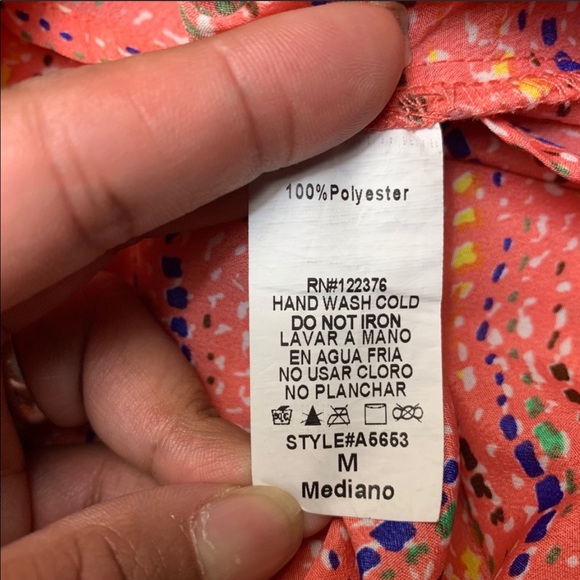 100%Polyester
RN#122376
HAND WASH COLD
DO NOT IRON
LAVAR A MANO
EN AGUA FRIA
NO USAR CLORO
NO PLANCHAR
STYLE#A5653
M
Mediano